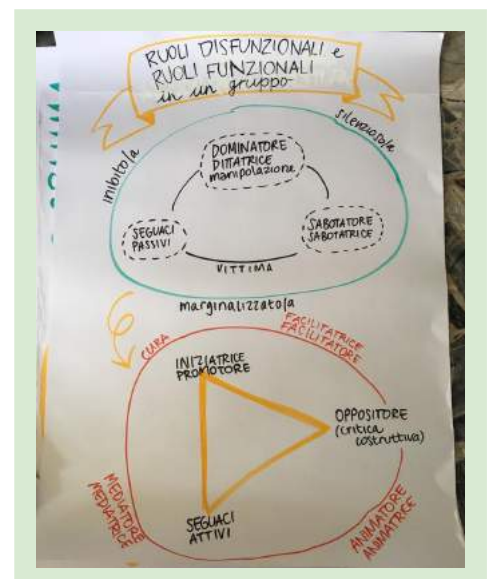 RUOLI DISFUNZIONALI e
RUOLI FUNZIONALI
in un gruppo
inibito/a
silenzioso/a
DOMINATORE
DITTATRICE
manipolazione
SEGUACI
PASSIVI
SABOTATORE
SABOTATRICE
VITTIMA
marginalizzato/a
CURA
FACILITATRICE
FACILITATORE
INIZIATRICE
PROMOTORE
OPPOSITORE
(critica
costruttiva)
MEDIATORE
MEDIATRICE
SEGUACI
ATTIVI
ANIMATORE
ANIMATRICE